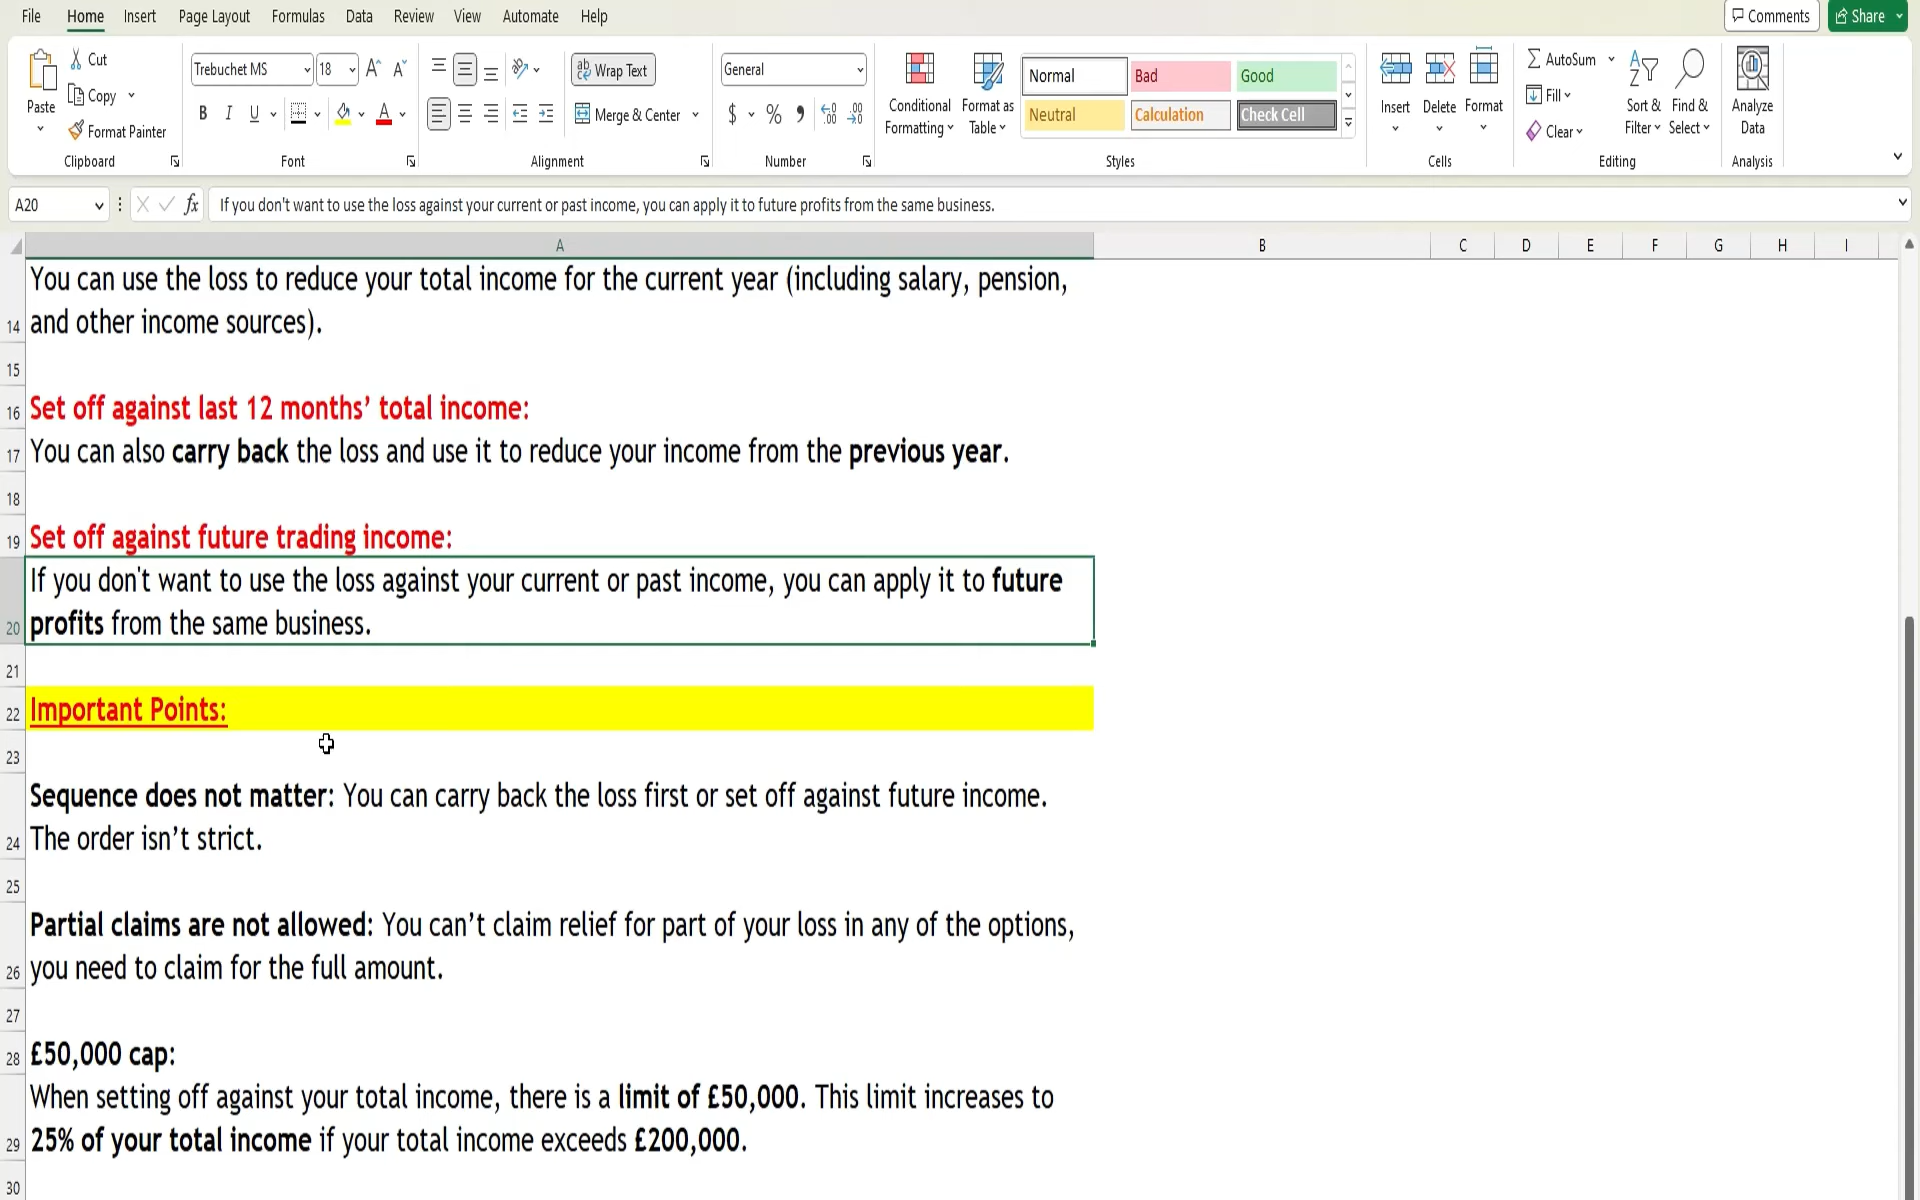 File Home Insert Page Layout Formulas Data Review View Automate Help Comments Share
Paste Cut Copy Format Painter Clipboard
Trebuchet MS 18 A A B I U A Font
ab Wrap Text Merge & Center Alignment
General $ % , Number
Conditional Formatting Format as Table
Normal Bad Good
Neutral Calculation Check Cell
Styles
Insert Delete Format Cells
AutoSum Fill Clear Sort & Filter Find & Select Editing
Analyze Data Analysis
A20 fx If you don't want to use the loss against your current or past income, you can apply it to future profits from the same business.
A B C D E F G H I
You can use the loss to reduce your total income for the current year (including salary, pension,
14 and other income sources).
15
16 Set off against last 12 months’ total income:
17 You can also carry back the loss and use it to reduce your income from the previous year.
18
19 Set off against future trading income:
If you don't want to use the loss against your current or past income, you can apply it to future
20 profits from the same business.
21
22 Important Points:
23
Sequence does not matter: You can carry back the loss first or set off against future income.
24 The order isn’t strict.
25
Partial claims are not allowed: You can’t claim relief for part of your loss in any of the options,
26 you need to claim for the full amount.
27
28 £50,000 cap:
When setting off against your total income, there is a limit of £50,000. This limit increases to
29 25% of your total income if your total income exceeds £200,000.
30